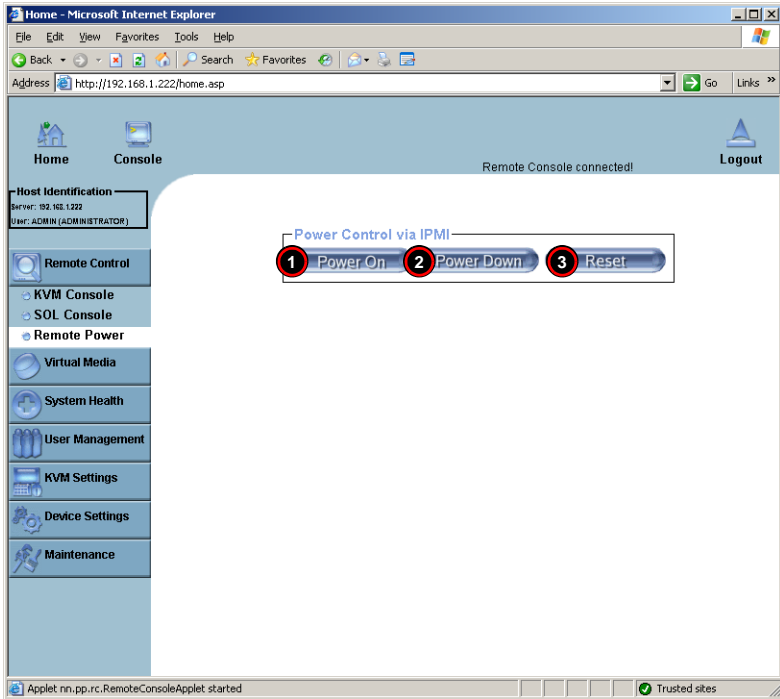 Home - Microsoft Internet Explorer
File Edit View Favorites Tools Help
Back Search Favorites
Address http://192.168.1.222/home.asp Go Links »
Home Console Logout
Remote Console connected!
Host Identification
Server: 192.168.1.222
User: ADMIN (ADMINISTRATOR)
Power Control via IPMI
1 Power On 2 Power Down 3 Reset
Remote Control
KVM Console
SOL Console
Remote Power
Virtual Media
System Health
User Management
KVM Settings
Device Settings
Maintenance
Applet nn.pp.rc.RemoteConsoleApplet started Trusted sites